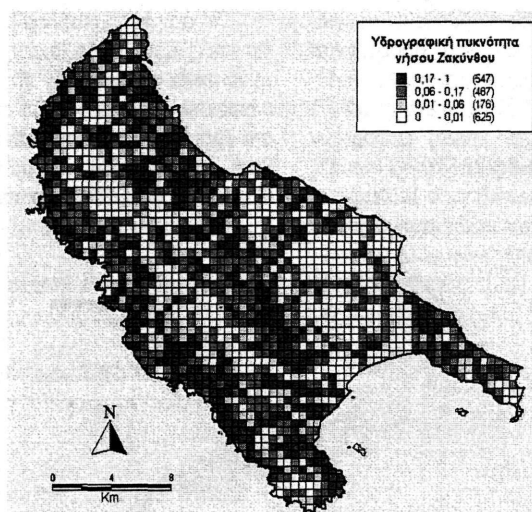 Υδρογραφική πυκνότητα
νήσου Ζακύνθου
0,17 - 1 (547)
0,06 - 0,17 (467)
0,01 - 0,06 (176)
0 - 0,01 (625)
N
0 4 8
Km